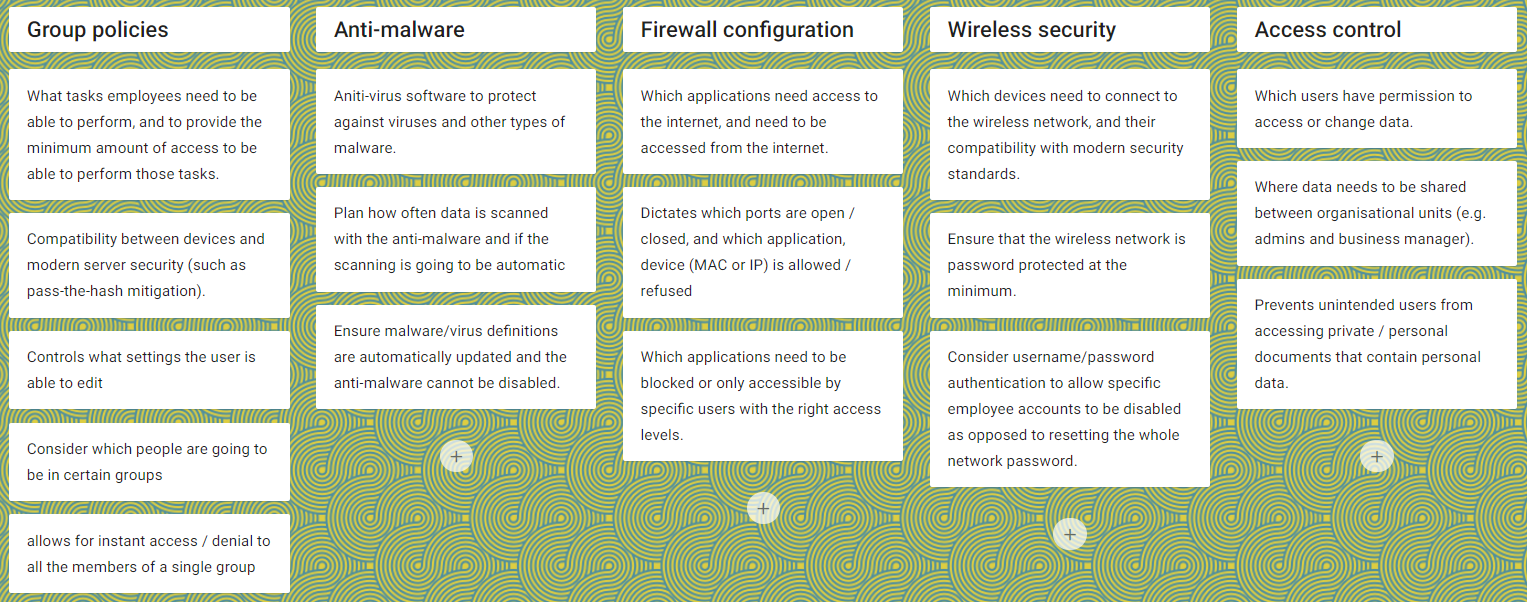 Group policies
What tasks employees need to be
able to perform, and to provide the
minimum amount of access to be
able to perform those tasks.
Compatibility between devices and
modern server security (such as
pass-the-hash mitigation).
Controls what settings the user is
able to edit
Consider which people are going to
be in certain groups
allows for instant access / denial to
all the members of a single group
Anti-malware
Aniti-virus software to protect
against viruses and other types of
malware.
Plan how often data is scanned
with the anti-malware and if the
scanning is going to be automatic
Ensure malware/virus definitions
are automatically updated and the
anti-malware cannot be disabled.
Firewall configuration
Which applications need access to
the internet, and need to be
accessed from the internet.
Dictates which ports are open /
closed, and which application,
device (MAC or IP) is allowed /
refused
Which applications need to be
blocked or only accessible by
specific users with the right access
levels.
Wireless security
Which devices need to connect to
the wireless network, and their
compatibility with modern security
standards.
Ensure that the wireless network is
password protected at the
minimum.
Consider username/password
authentication to allow specific
employee accounts to be disabled
as opposed to resetting the whole
network password.
Access control
Which users have permission to
access or change data.
Where data needs to be shared
between organisational units (e.g.
admins and business manager).
Prevents unintended users from
accessing private / personal
documents that contain personal
data.